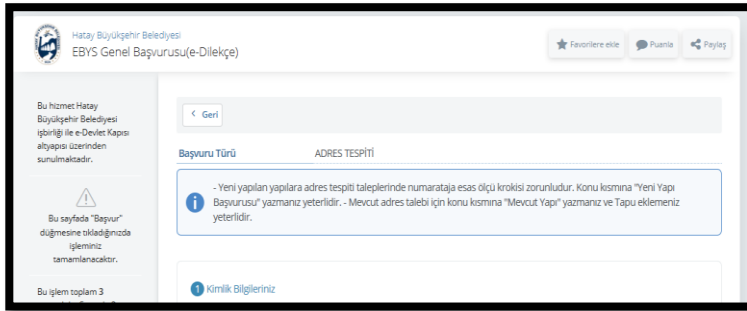 Hatay Büyükşehir Belediyesi
EBYS Genel Başvurusu(e-Dilekçe)
Favorilere ekle
Puanla
Paylaş
Bu hizmet Hatay
Büyükşehir Belediyesi
işbirliği ile e-Devlet Kapısı
altyapısı üzerinden
sunulmaktadır.
Bu sayfada "Başvur"
düğmesine tıkladığınızda
işleminiz
tamamlanacaktır.
Bu işlem toplam 3
Geri
Başvuru Türü ADRES TESPİTİ
- Yeni yapılan yapılara adres tespiti taleplerinde numarataja esas ölçü krokisi zorunludur. Konu kısmına "Yeni Yapı
Başvurusu" yazmanız yeterlidir. - Mevcut adres talebi için konu kısmına "Mevcut Yapı" yazmanız ve Tapu eklemeniz
yeterlidir.
1 Kimlik Bilgileriniz